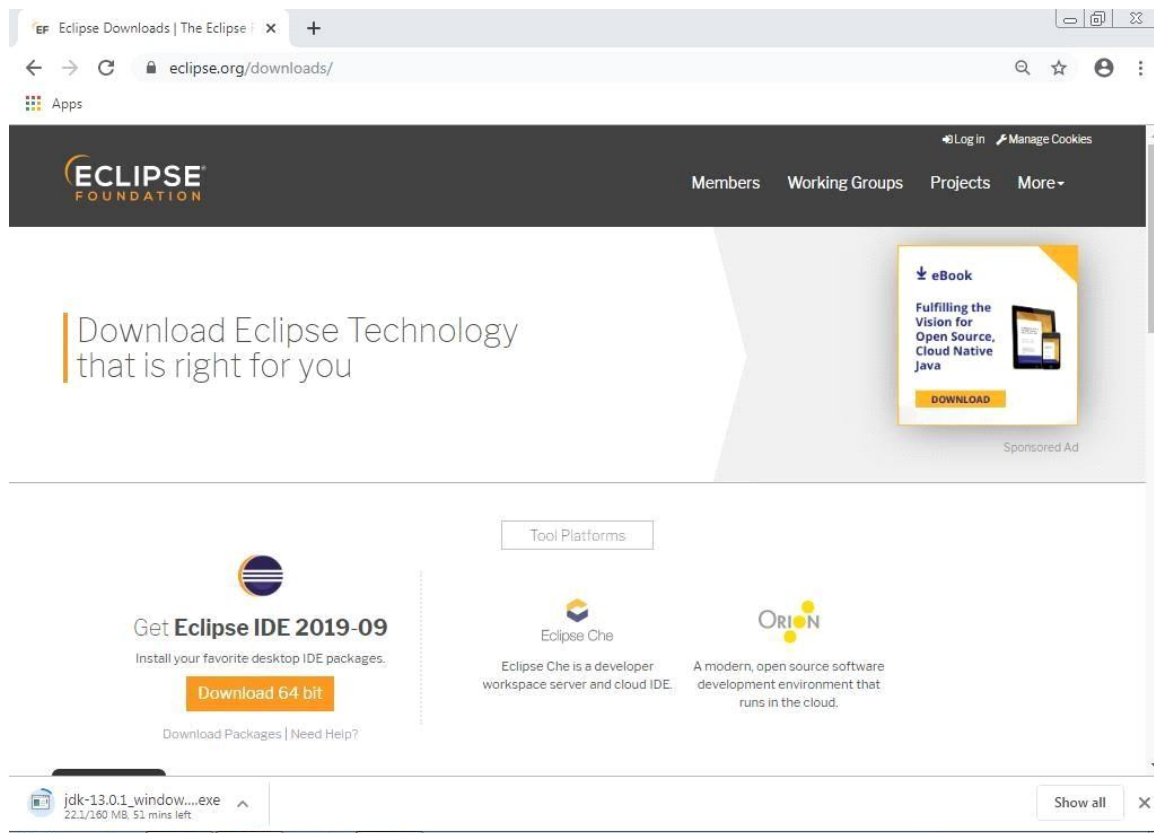 EF Eclipse Downloads | The Eclipse F
eclipse.org/downloads/
Apps
Log in Manage Cookies
ECLIPSE
FOUNDATION
Members Working Groups Projects More
Download Eclipse Technology
that is right for you
eBook
Fulfilling the
Vision for
Open Source,
Cloud Native
Java
DOWNLOAD
Sponsored Ad
Get Eclipse IDE 2019-09
Install your favorite desktop IDE packages.
Download 64 bit
Download Packages | Need Help?
Tool Platforms
Eclipse Che
Eclipse Che is a developer
workspace server and cloud IDE.
ORION
A modern, open source software
development environment that
runs in the cloud.
jdk-13.0.1_window....exe
22.1/160 MB, 51 mins left
Show all